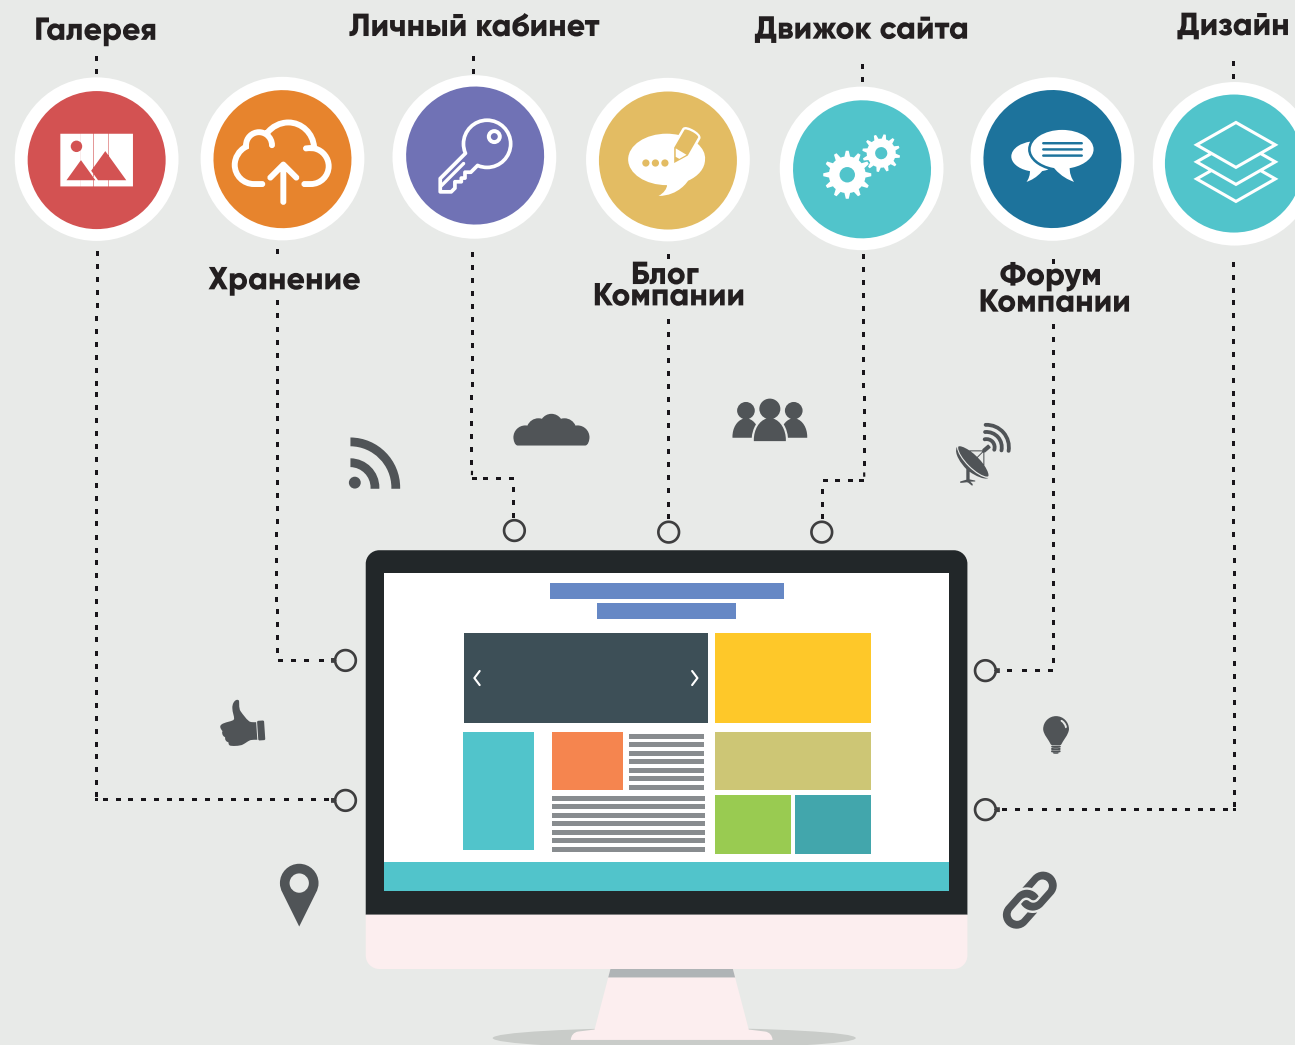 Галерея
Личный кабинет
Движок сайта
Дизайн
Хранение
Блог
Компании
Форум
Компании